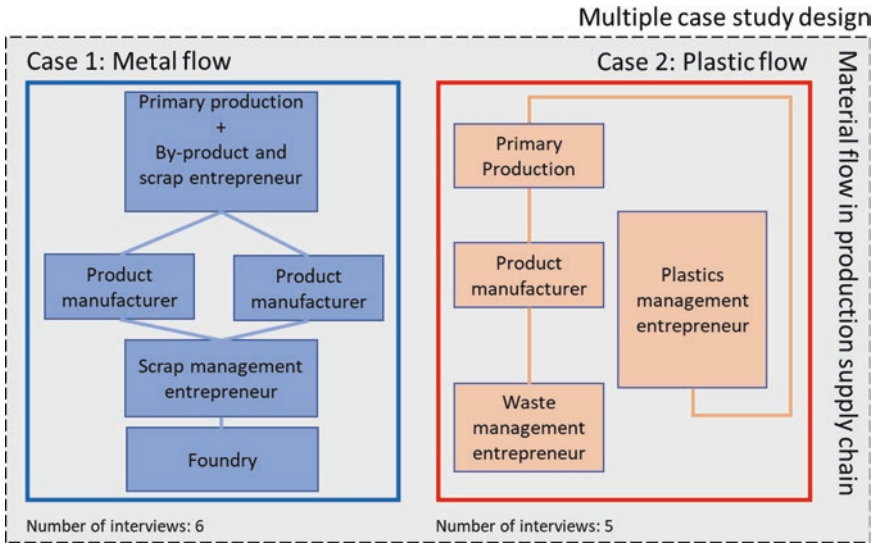 Multiple case study design
Case 1: Metal flow
Primary production
+
By-product and
scrap entrepreneur
Product
manufacturer
Product
manufacturer
Scrap management
entrepreneur
Foundry
Number of interviews: 6
Case 2: Plastic flow
Primary
Production
Product
manufacturer
Waste
management
entrepreneur
Plastics
management
entrepreneur
Number of interviews: 5
Material flow in production supply chain